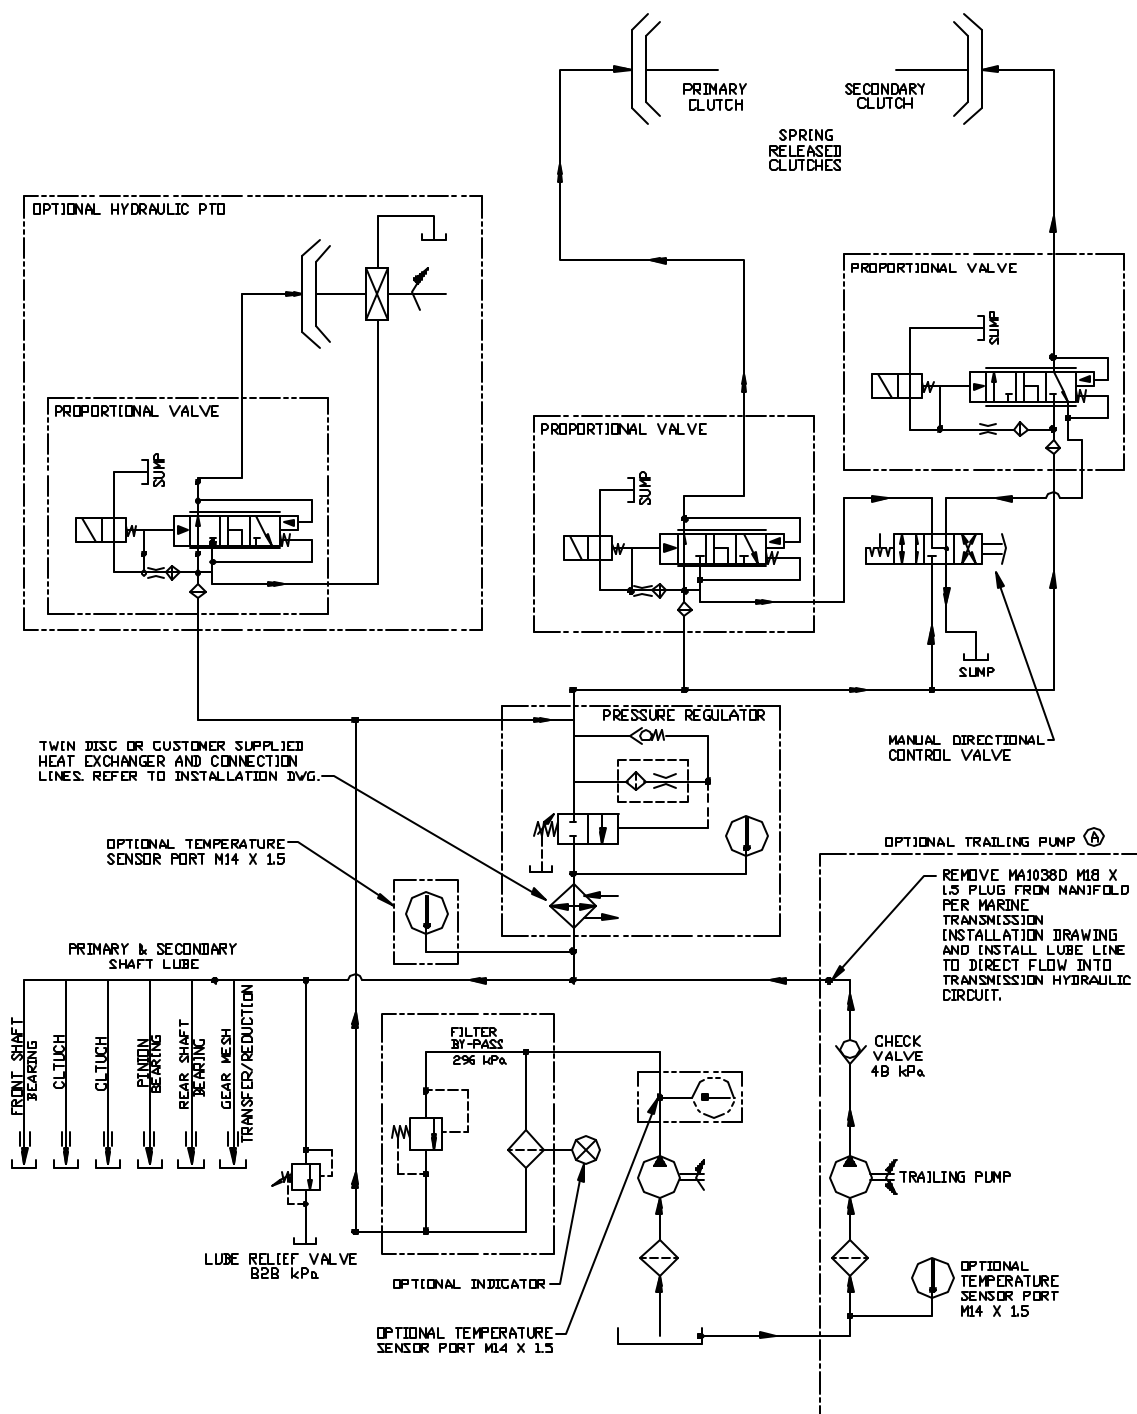 PRIMARY
CLUTCH
SECONDARY
CLUTCH
SPRING
RELEASED
CLUTCHES
OPTIONAL HYDRAULIC PTO
PROPORTIONAL VALVE
SUMP
PROPORTIONAL VALVE
SUMP
PROPORTIONAL VALVE
SUMP
SUMP
MANUAL DIRECTIONAL
CONTROL VALVE
PRESSURE REGULATOR
TWIN DISC OR CUSTOMER SUPPLIED
HEAT EXCHANGER AND CONNECTION
LINES. REFER TO INSTALLATION DWG.
OPTIONAL TEMPERATURE
SENSOR PORT M14 X 1.5
OPTIONAL TRAILING PUMP A
REMOVE MA1038D M18 X
1.5 PLUG FROM MANIFOLD
PER MARINE
TRANSMISSION
INSTALLATION DRAWING
AND INSTALL LUBE LINE
TO DIRECT FLOW INTO
TRANSMISSION HYDRAULIC
CIRCUIT.
PRIMARY & SECONDARY
SHAFT LUBE
FRONT SHAFT
BEARING
CLTUCH
CLTUCH
PINION
BEARING
REAR SHAFT
BEARING
GEAR MESH
TRANSFER/REDUCTION
FILTER
BY-PASS
296 kPa
CHECK
VALVE
48 kPa
TRAILING PUMP
LUBE RELIEF VALVE
828 kPa
OPTIONAL INDICATOR
OPTIONAL
TEMPERATURE
SENSOR PORT
M14 X 1.5
OPTIONAL TEMPERATURE
SENSOR PORT M14 X 1.5